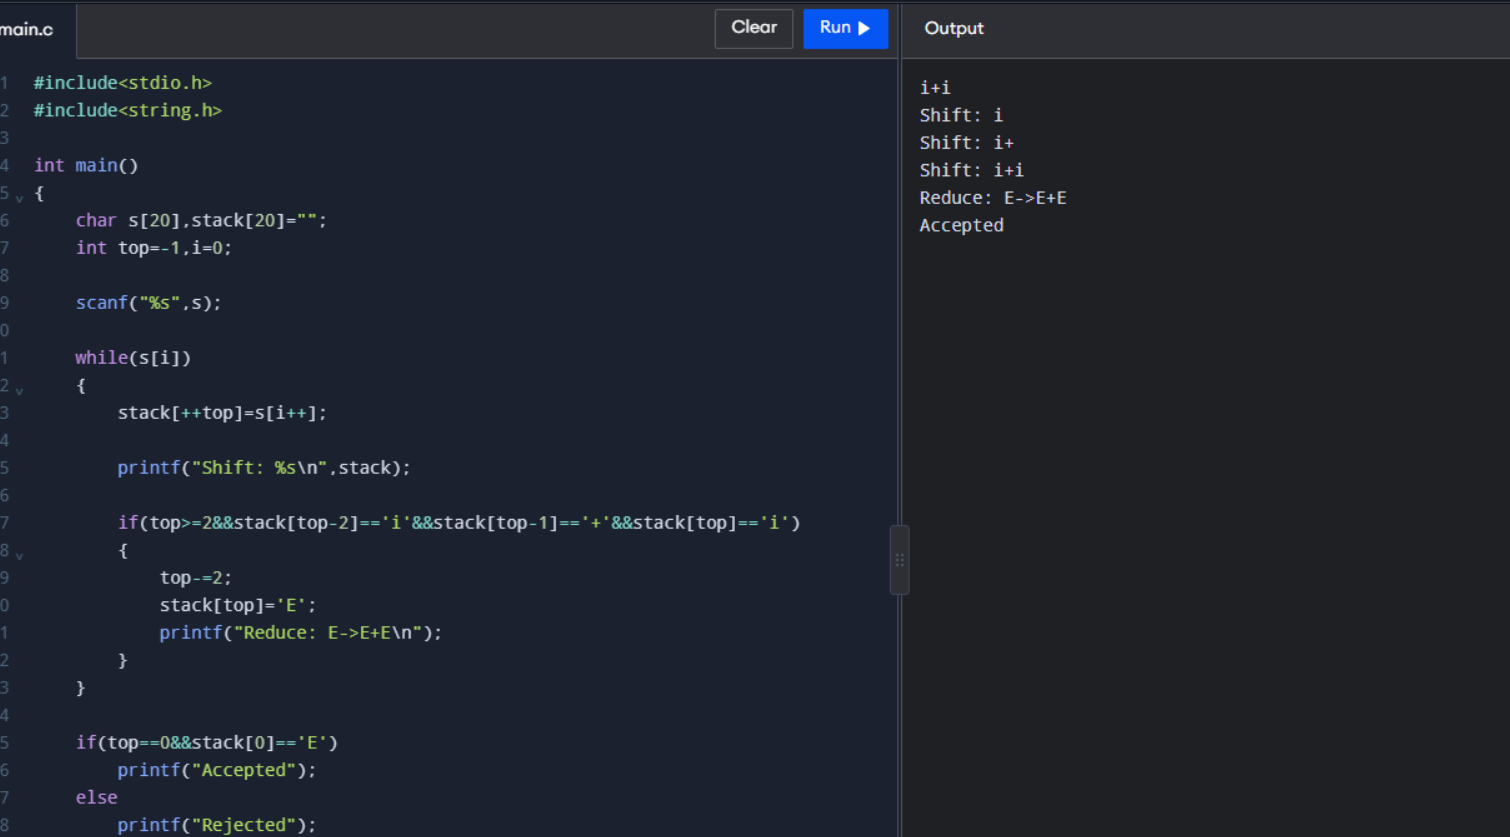 main.c
Clear
Run
Output
1 #include<stdio.h>
2 #include<string.h>
3
4 int main()
5 {
6     char s[20],stack[20]="";
7     int top=-1,i=0;
8
9     scanf("%s",s);
0
1     while(s[i])
2     {
3         stack[++top]=s[i++];
4
5         printf("Shift: %s\n",stack);
6
7         if(top>=2&&stack[top-2]=='i'&&stack[top-1]=='+'&&stack[top]=='i')
8         {
9             top-=2;
0             stack[top]='E';
1             printf("Reduce: E->E+E\n");
2         }
3     }
4
5     if(top==0&&stack[0]=='E')
6         printf("Accepted");
7     else
8         printf("Rejected");
i+i
Shift: i
Shift: i+
Shift: i+i
Reduce: E->E+E
Accepted